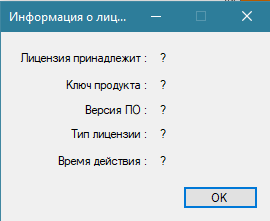 Информация о лиц...
Лицензия принадлежит : ?
Ключ продукта : ?
Версия ПО : ?
Тип лицензии : ?
Время действия : ?
OK